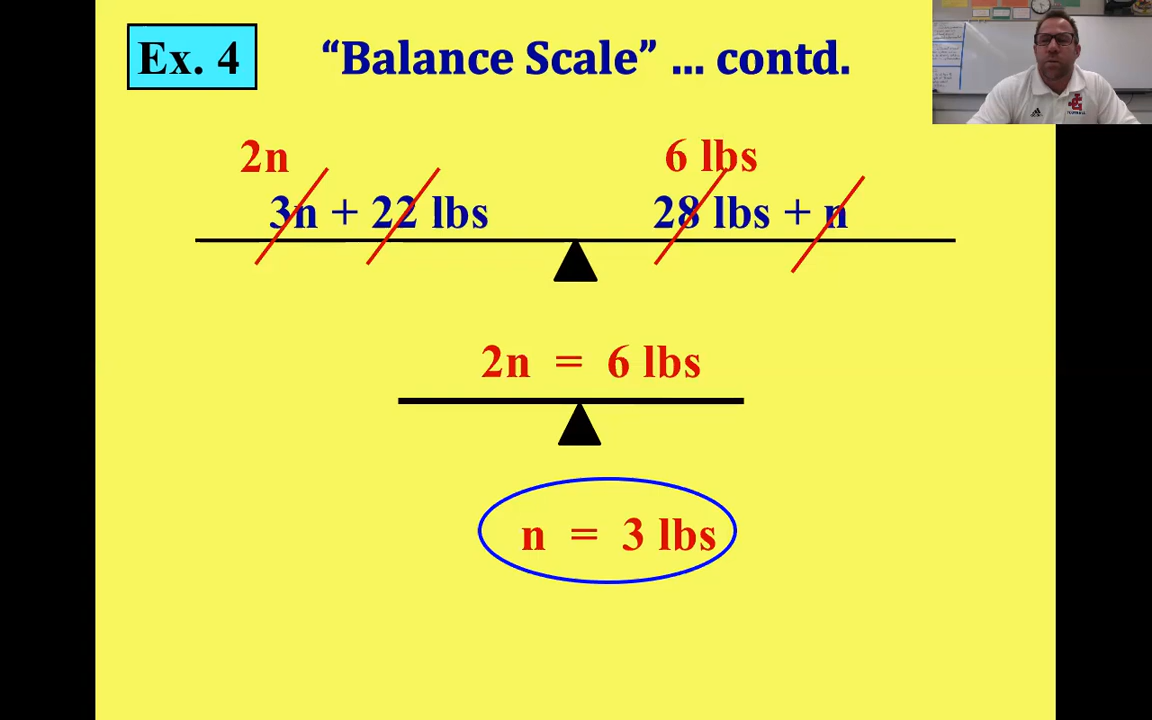 Ex. 4
“Balance Scale” ... contd.
2n
6 lbs
3n + 22 lbs
28 lbs + n
2n = 6 lbs
n = 3 lbs